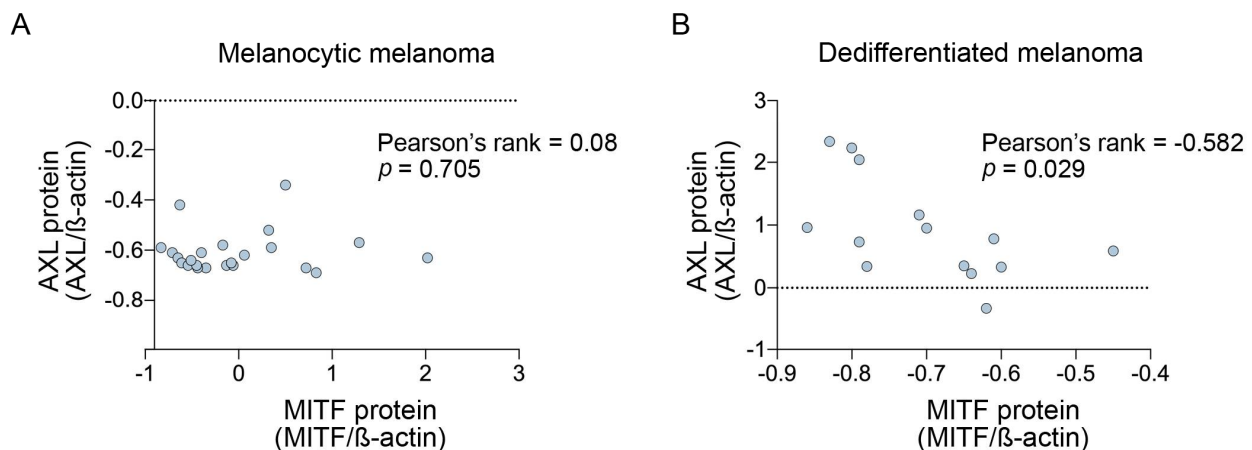 A
Melanocytic melanoma
0.0
-0.2
-0.4
-0.6
-0.8
AXL protein
(AXL/ß-actin)
Pearson's rank = 0.08
p = 0.705
-1
0
1
2
3
MITF protein
(MITF/ß-actin)
B
Dedifferentiated melanoma
3
2
1
0
-1
AXL protein
(AXL/ß-actin)
Pearson's rank = -0.582
p = 0.029
-0.9
-0.8
-0.7
-0.6
-0.5
-0.4
MITF protein
(MITF/ß-actin)